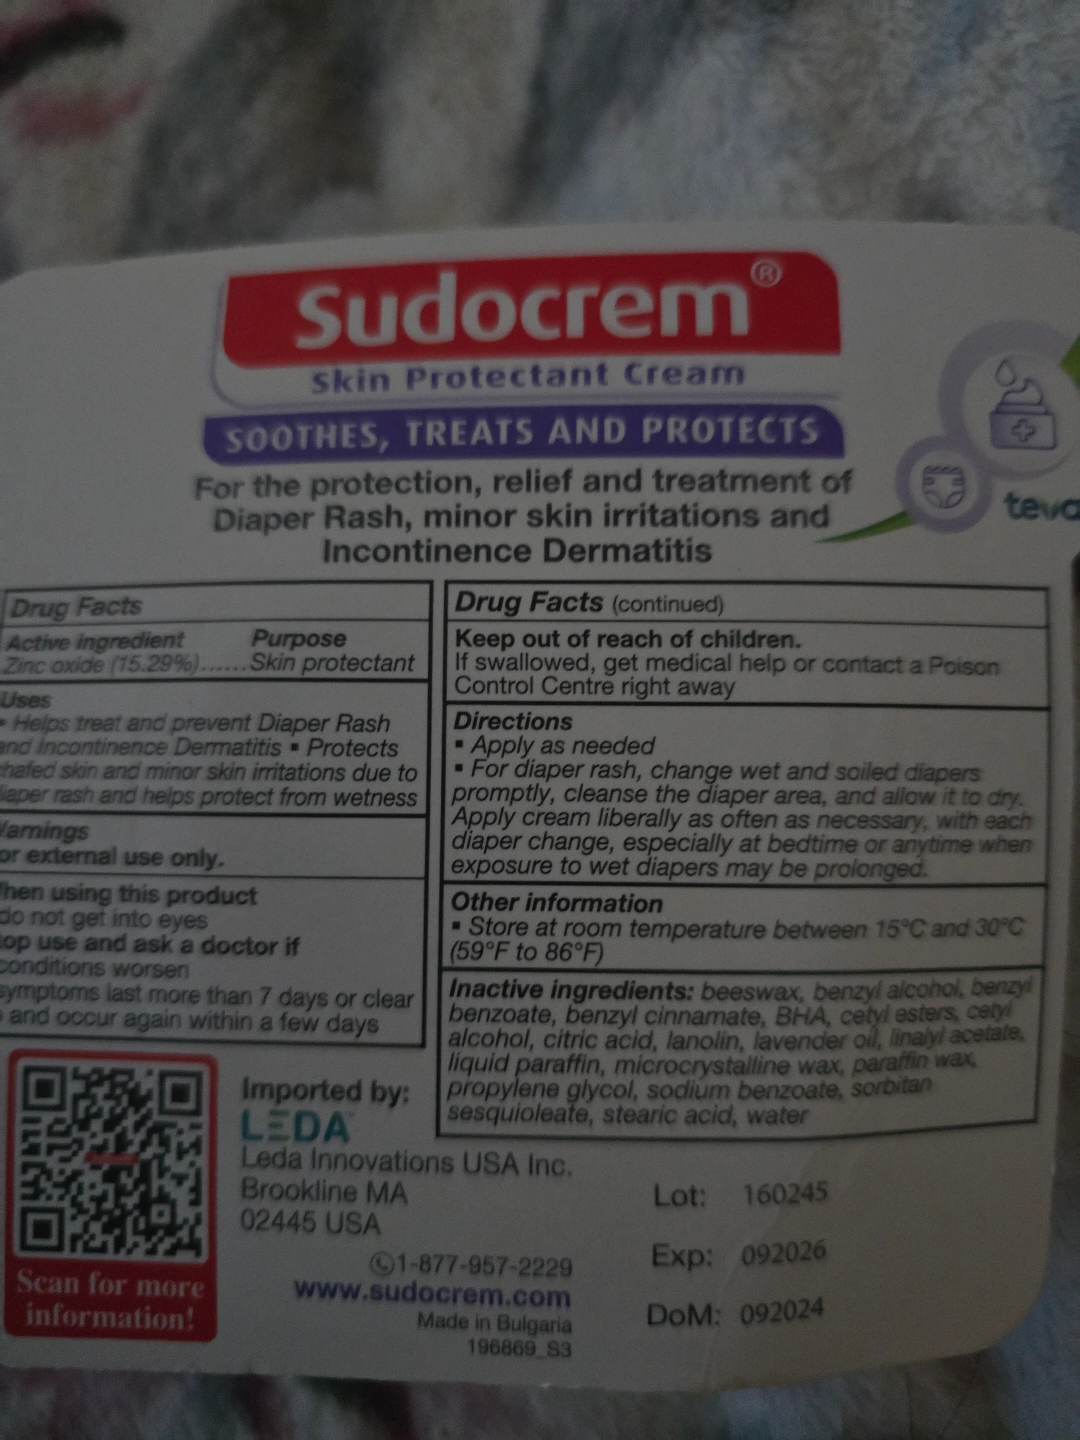 Sudocrem®
Skin Protectant Cream
SOOTHES, TREATS AND PROTECTS
For the protection, relief and treatment of
Diaper Rash, minor skin irritations and
Incontinence Dermatitis
teva
Drug Facts
Active ingredient Purpose
Zinc oxide (15.29%)......Skin protectant
Uses
▪ Helps treat and prevent Diaper Rash
and Incontinence Dermatitis ▪ Protects
chafed skin and minor skin irritations due to
diaper rash and helps protect from wetness
Warnings
For external use only.
When using this product
do not get into eyes
Stop use and ask a doctor if
conditions worsen
symptoms last more than 7 days or clear
and occur again within a few days
Drug Facts (continued)
Keep out of reach of children.
If swallowed, get medical help or contact a Poison
Control Centre right away
Directions
▪ Apply as needed
▪ For diaper rash, change wet and soiled diapers
promptly, cleanse the diaper area, and allow it to dry.
Apply cream liberally as often as necessary, with each
diaper change, especially at bedtime or anytime when
exposure to wet diapers may be prolonged.
Other information
▪ Store at room temperature between 15°C and 30°C
(59°F to 86°F)
Inactive ingredients: beeswax, benzyl alcohol, benzyl
benzoate, benzyl cinnamate, BHA, cetyl esters, cetyl
alcohol, citric acid, lanolin, lavender oil, linalyl acetate,
liquid paraffin, microcrystalline wax, paraffin wax,
propylene glycol, sodium benzoate, sorbitan
sesquioleate, stearic acid, water
Scan for more
information!
Imported by:
LEDA
Leda Innovations USA Inc.
Brookline MA
02445 USA
1-877-957-2229
www.sudocrem.com
Made in Bulgaria
196869_S3
Lot: 160245
Exp: 092026
DoM: 092024